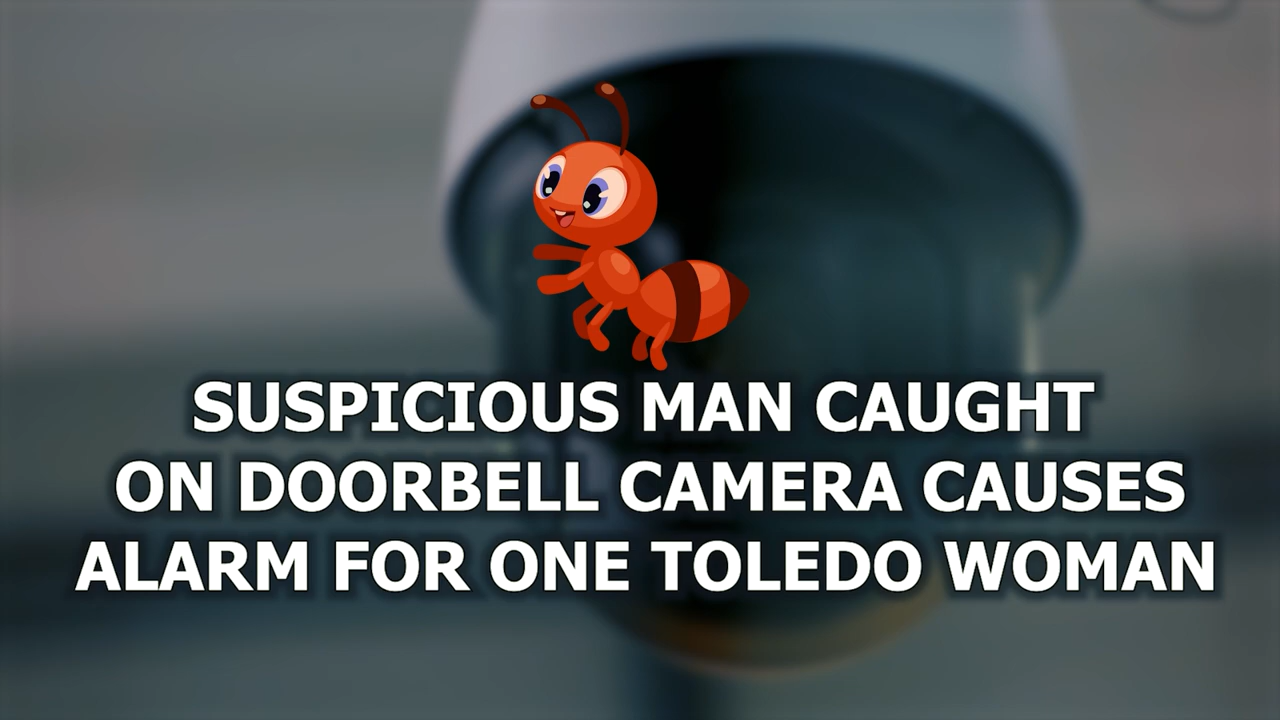 SUSPICIOUS MAN CAUGHT
ON DOORBELL CAMERA CAUSES
ALARM FOR ONE TOLEDO WOMAN